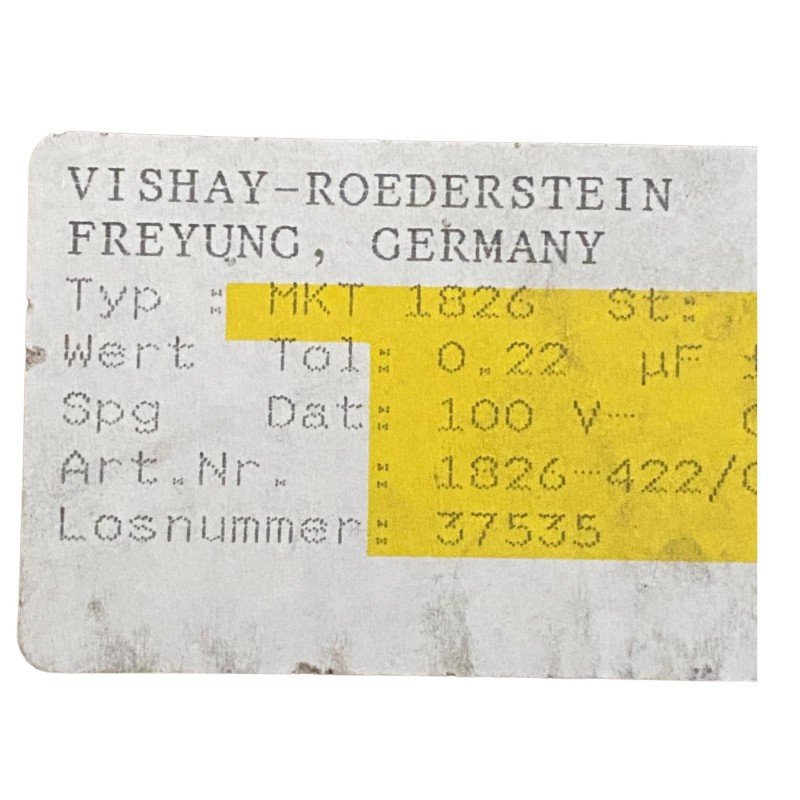 VISHAY-ROEDERSTEIN
FREYUNG, GERMANY
Typ : MKT 1826 St:
Wert Tol: 0.22 µF
Spg Dat: 100 V-
Art.Nr. : 1826-422/
Losnummer: 37535